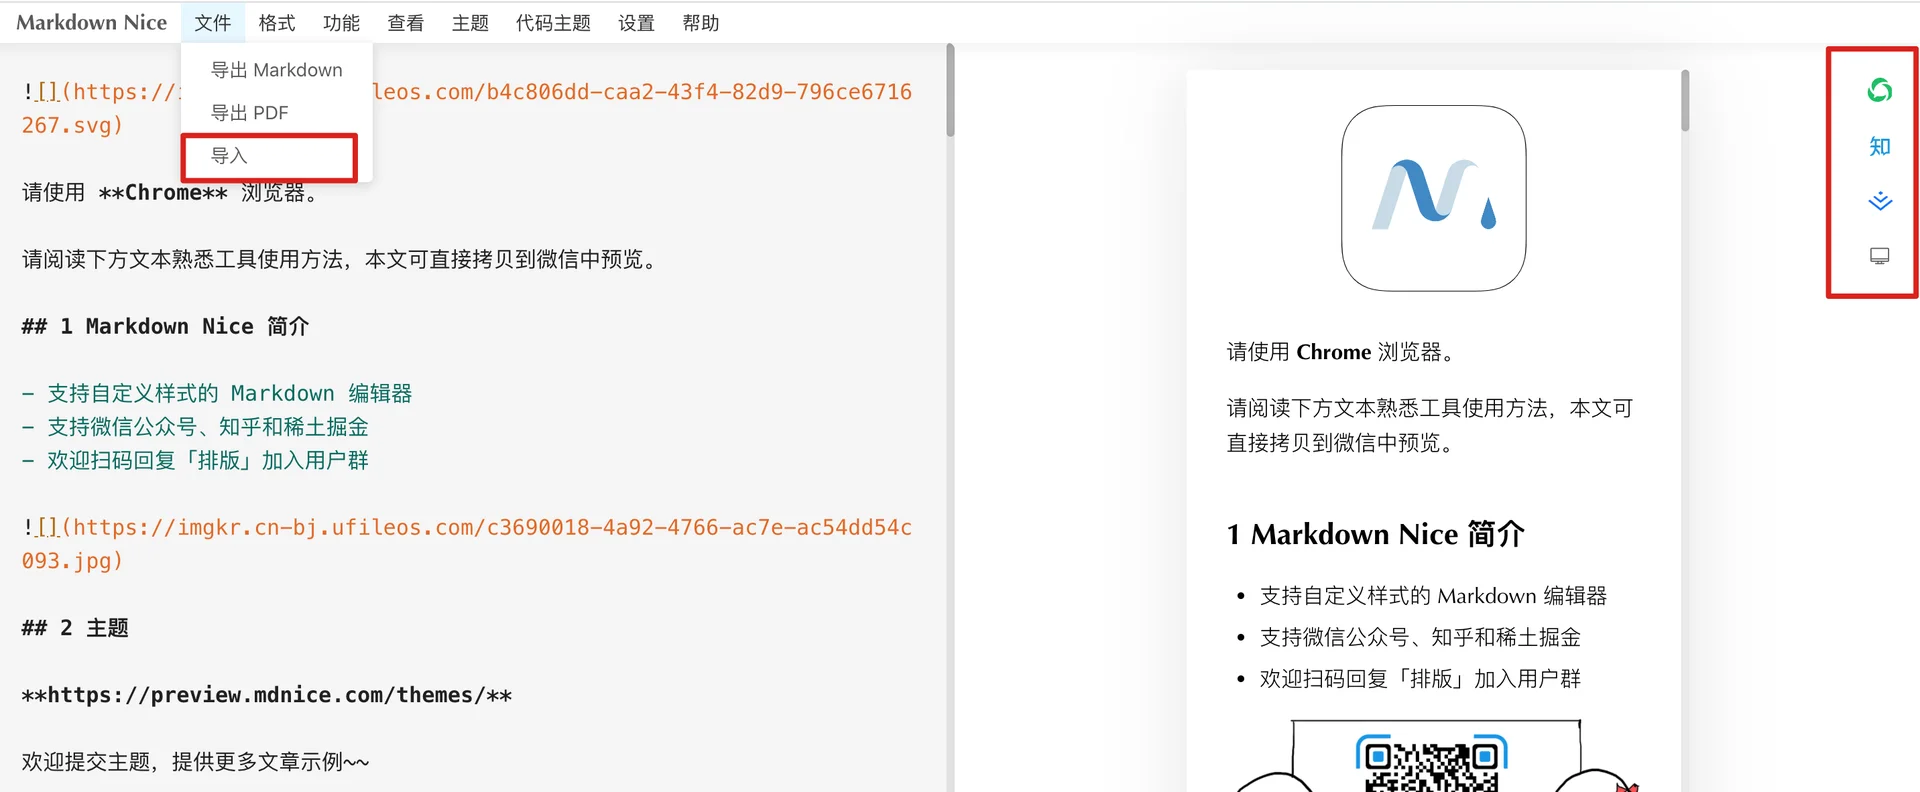 Markdown Nice 文件 格式 功能 查看 主题 代码主题 设置 帮助
导出 Markdown
导出 PDF
导入
![](https://
leos.com/b4c806dd-caa2-43f4-82d9-796ce6716
267.svg)
请使用 **Chrome** 浏览器。
请阅读下方文本熟悉工具使用方法，本文可直接拷贝到微信中预览。
## 1 Markdown Nice 简介
- 支持自定义样式的 Markdown 编辑器
- 支持微信公众号、知乎和稀土掘金
- 欢迎扫码回复「排版」加入用户群
![](https://imgkr.cn-bj.ufileos.com/c3690018-4a92-4766-ac7e-ac54dd54c
093.jpg)
## 2 主题
**https://preview.mdnice.com/themes/**
欢迎提交主题，提供更多文章示例~~
请使用 Chrome 浏览器。
请阅读下方文本熟悉工具使用方法，本文可
直接拷贝到微信中预览。
1 Markdown Nice 简介
• 支持自定义样式的 Markdown 编辑器
• 支持微信公众号、知乎和稀土掘金
• 欢迎扫码回复「排版」加入用户群
知